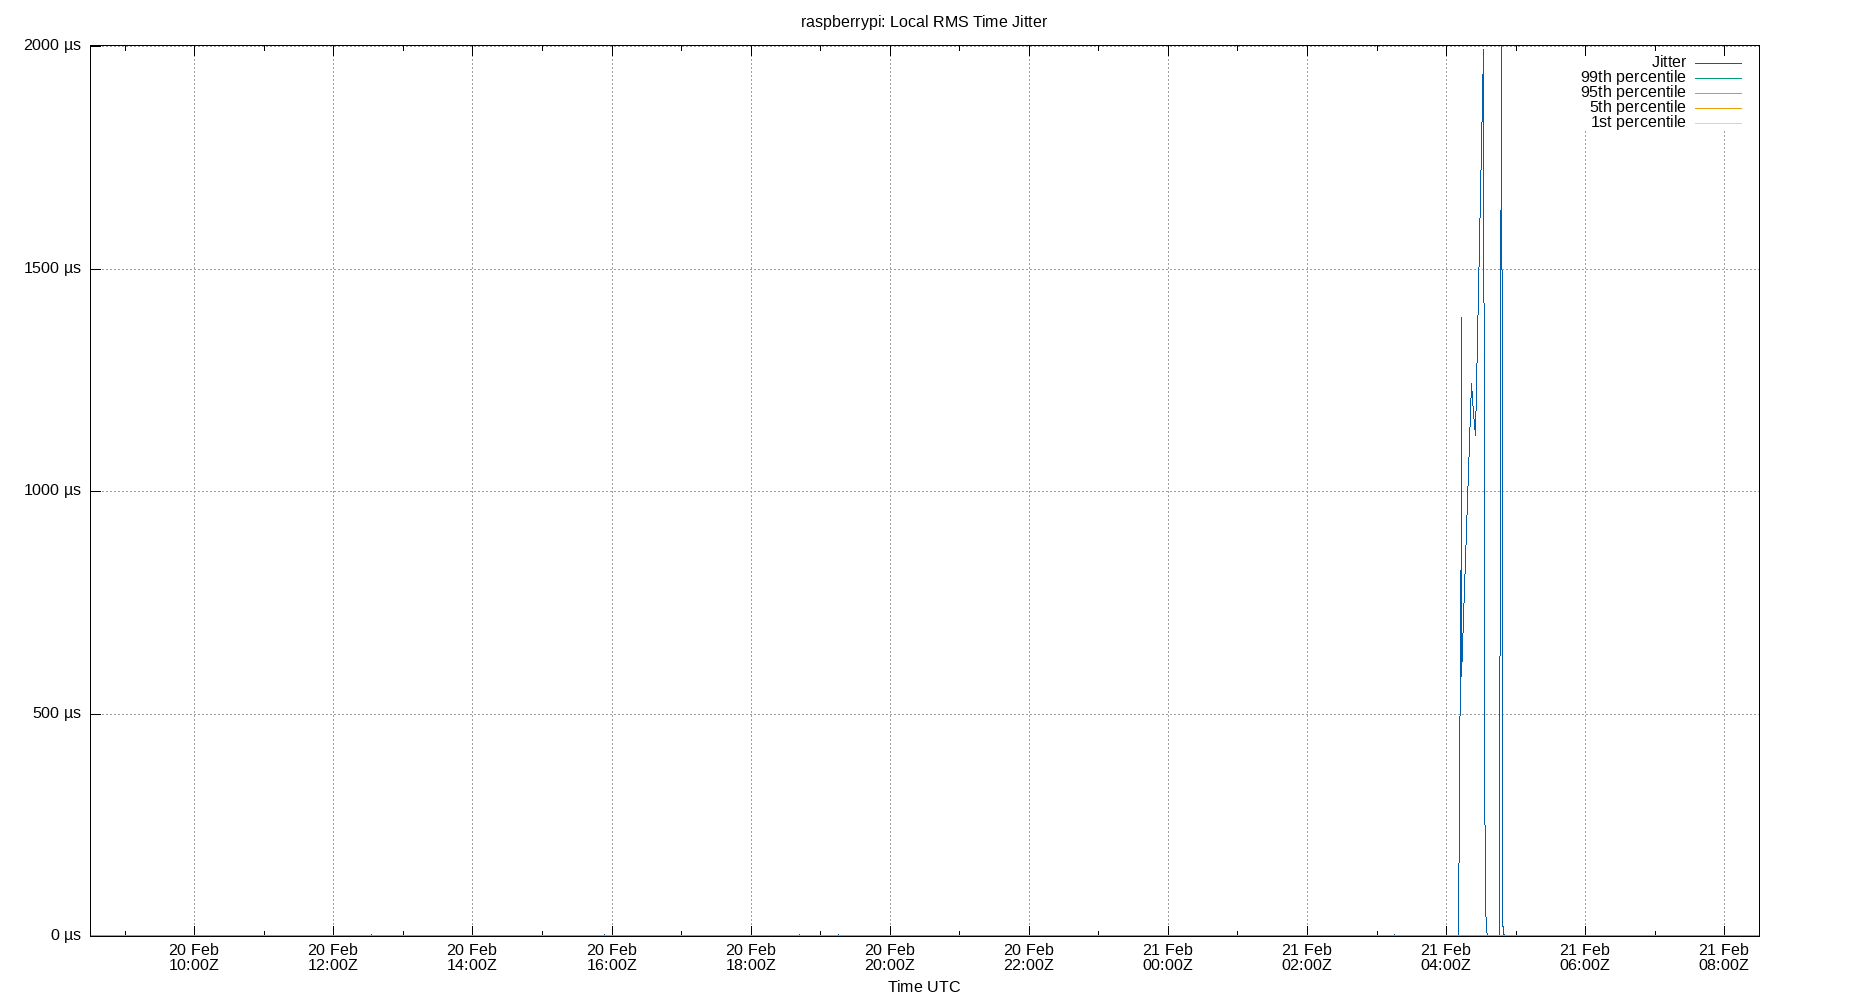 raspberrypi: Local RMS Time Jitter
2000 µs
1500 µs
1000 µs
500 µs
0 µs
Jitter
99th percentile
95th percentile
5th percentile
1st percentile
20 Feb 20 Feb 20 Feb 20 Feb 20 Feb 20 Feb 20 Feb 21 Feb 21 Feb 21 Feb 21 Feb 21 Feb
10:00Z 12:00Z 14:00Z 16:00Z 18:00Z 20:00Z 22:00Z 00:00Z 02:00Z 04:00Z 06:00Z 08:00Z
Time UTC